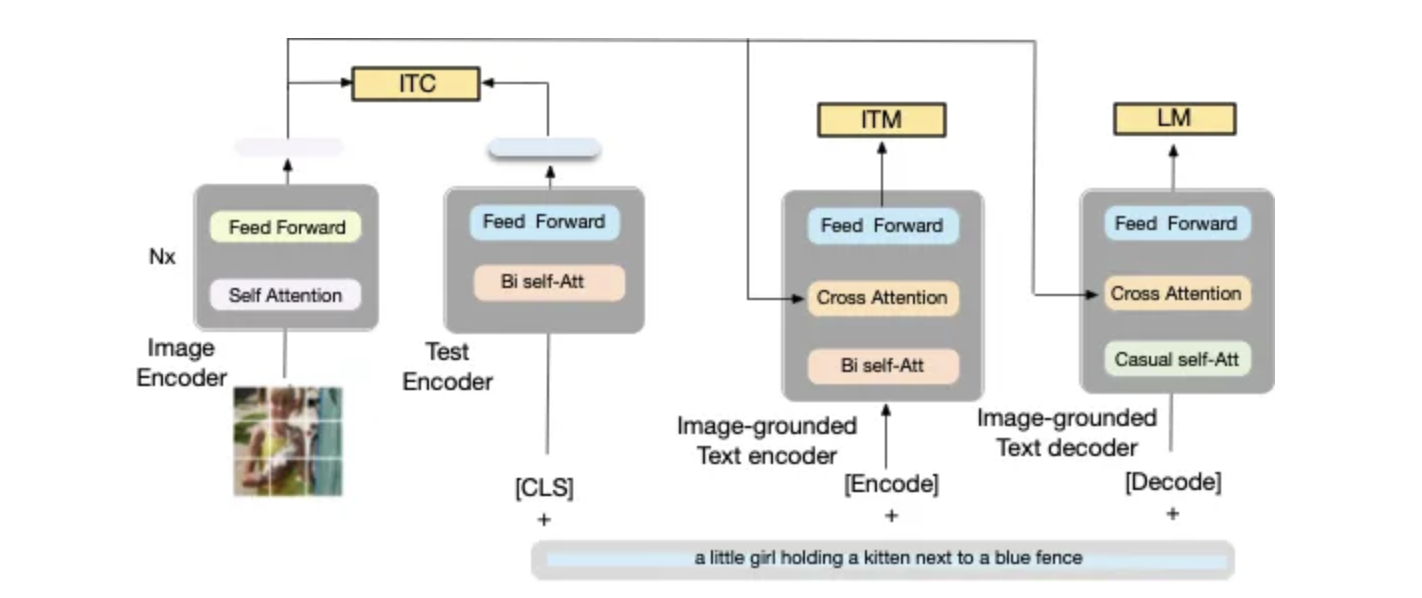 ITC
ITM
LM
Feed Forward
Self Attention
Nx
Image
Encoder
Feed Forward
Bi self-Att
Test
Encoder
[CLS]
+
Feed Forward
Cross Attention
Bi self-Att
Image-grounded
Text encoder
[Encode]
+
Feed Forward
Cross Attention
Casual self-Att
Image-grounded
Text decoder
[Decode]
+
a little girl holding a kitten next to a blue fence